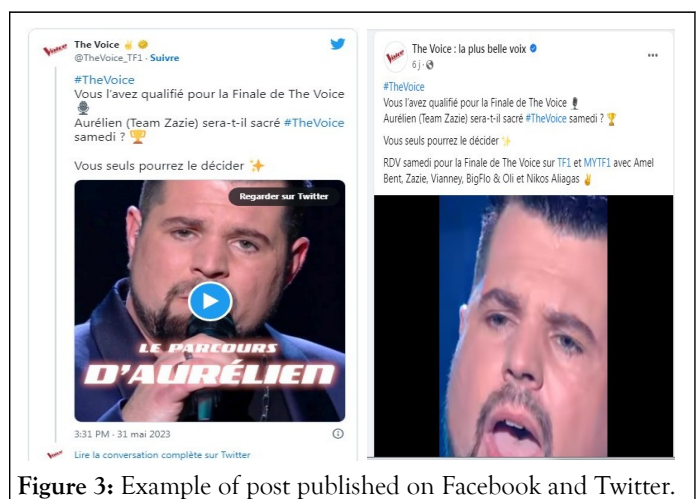 The Voice ✌️
@TheVoice_TF1 · Suivre
#TheVoice
Vous l'avez qualifié pour la Finale de The Voice
🎙️
Aurélien (Team Zazie) sera-t-il sacré #TheVoice
samedi ? 🏆
Vous seuls pourrez le décider ✨
Regarder sur Twitter
LE PARCOURS
D'AURÉLIEN
3:31 PM · 31 mai 2023
Voice
Lire la conversation complète sur Twitter
The Voice : la plus belle voix
6 j ·
#TheVoice
Vous l'avez qualifié pour la Finale de The Voice 🎙️
Aurélien (Team Zazie) sera-t-il sacré #TheVoice samedi ? 🏆
Vous seuls pourrez le décider ✨
RDV samedi pour la Finale de The Voice sur TF1 et MYTF1 avec Amel
Bent, Zazie, Vianney, BigFlo & Oli et Nikos Aliagas ✌️
Figure 3: Example of post published on Facebook and Twitter.